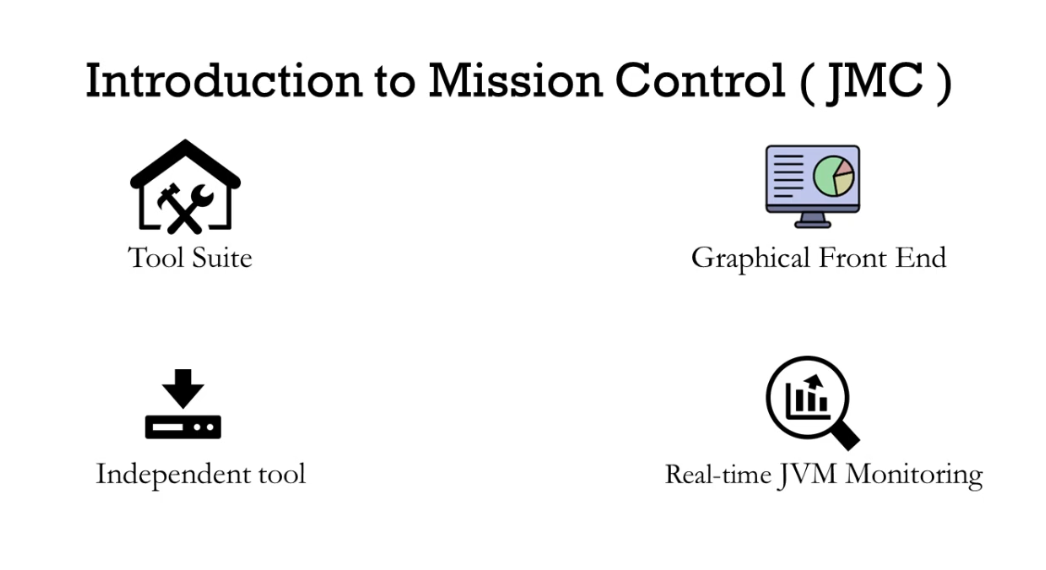 Introduction to Mission Control ( JMC )
Tool Suite
Graphical Front End
Independent tool
Real-time JVM Monitoring